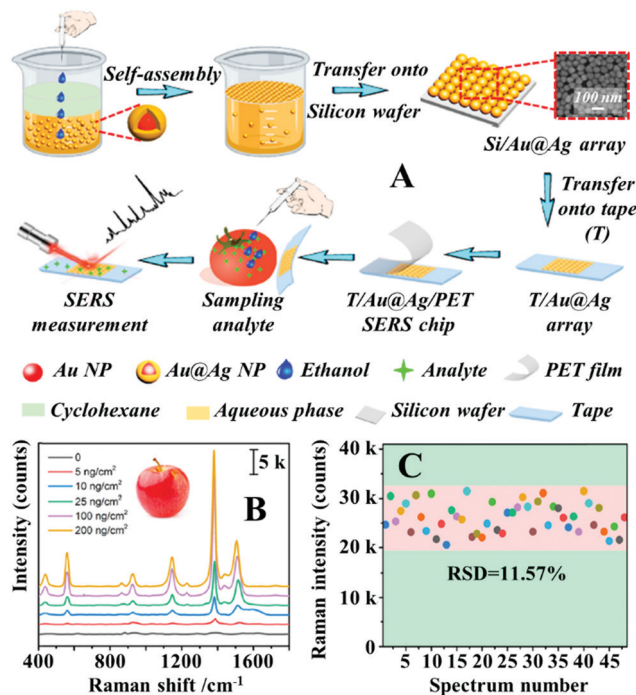 Self-assembly
Transfer onto
Silicon wafer
100 nm
Si/Au@Ag array
A
Transfer
onto tape
(T)
SERS
measurement
Sampling
analyte
T/Au@Ag/PET
SERS chip
T/Au@Ag
array
Au NP
Au@Ag NP
Ethanol
Analyte
PET film
Cyclohexane
Aqueous phase
Silicon wafer
Tape
Intensity (counts)
0
5 ng/cm²
10 ng/cm²
25 ng/cm²
100 ng/cm²
200 ng/cm²
5 k
B
400 800 1200 1600
Raman shift /cm⁻¹
Raman intensity (counts)
40 k
30 k
20 k
10 k
0
C
RSD=11.57%
5 10 15 20 25 30 35 40 45
Spectrum number